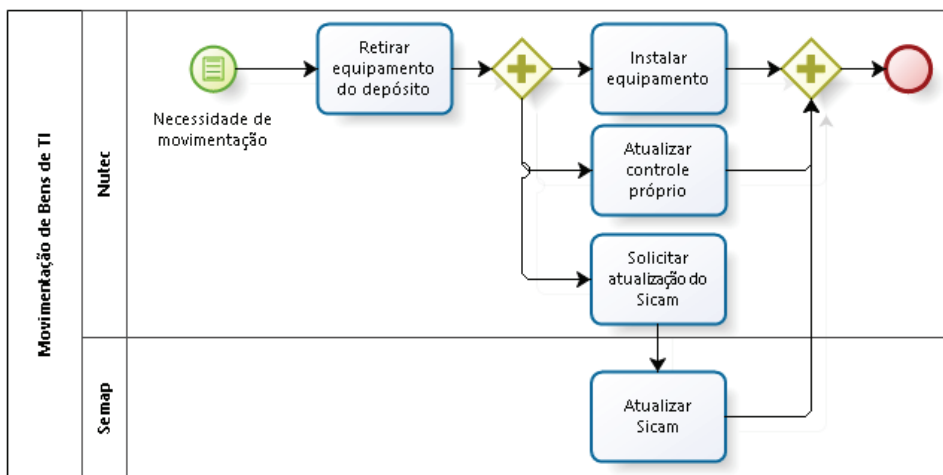 Movimentação de Bens de TI
Nutec
Necessidade de
movimentação
Retirar
equipamento
do depósito
Instalar
equipamento
Atualizar
controle
próprio
Solicitar
atualização do
Sicam
Semap
Atualizar
Sicam